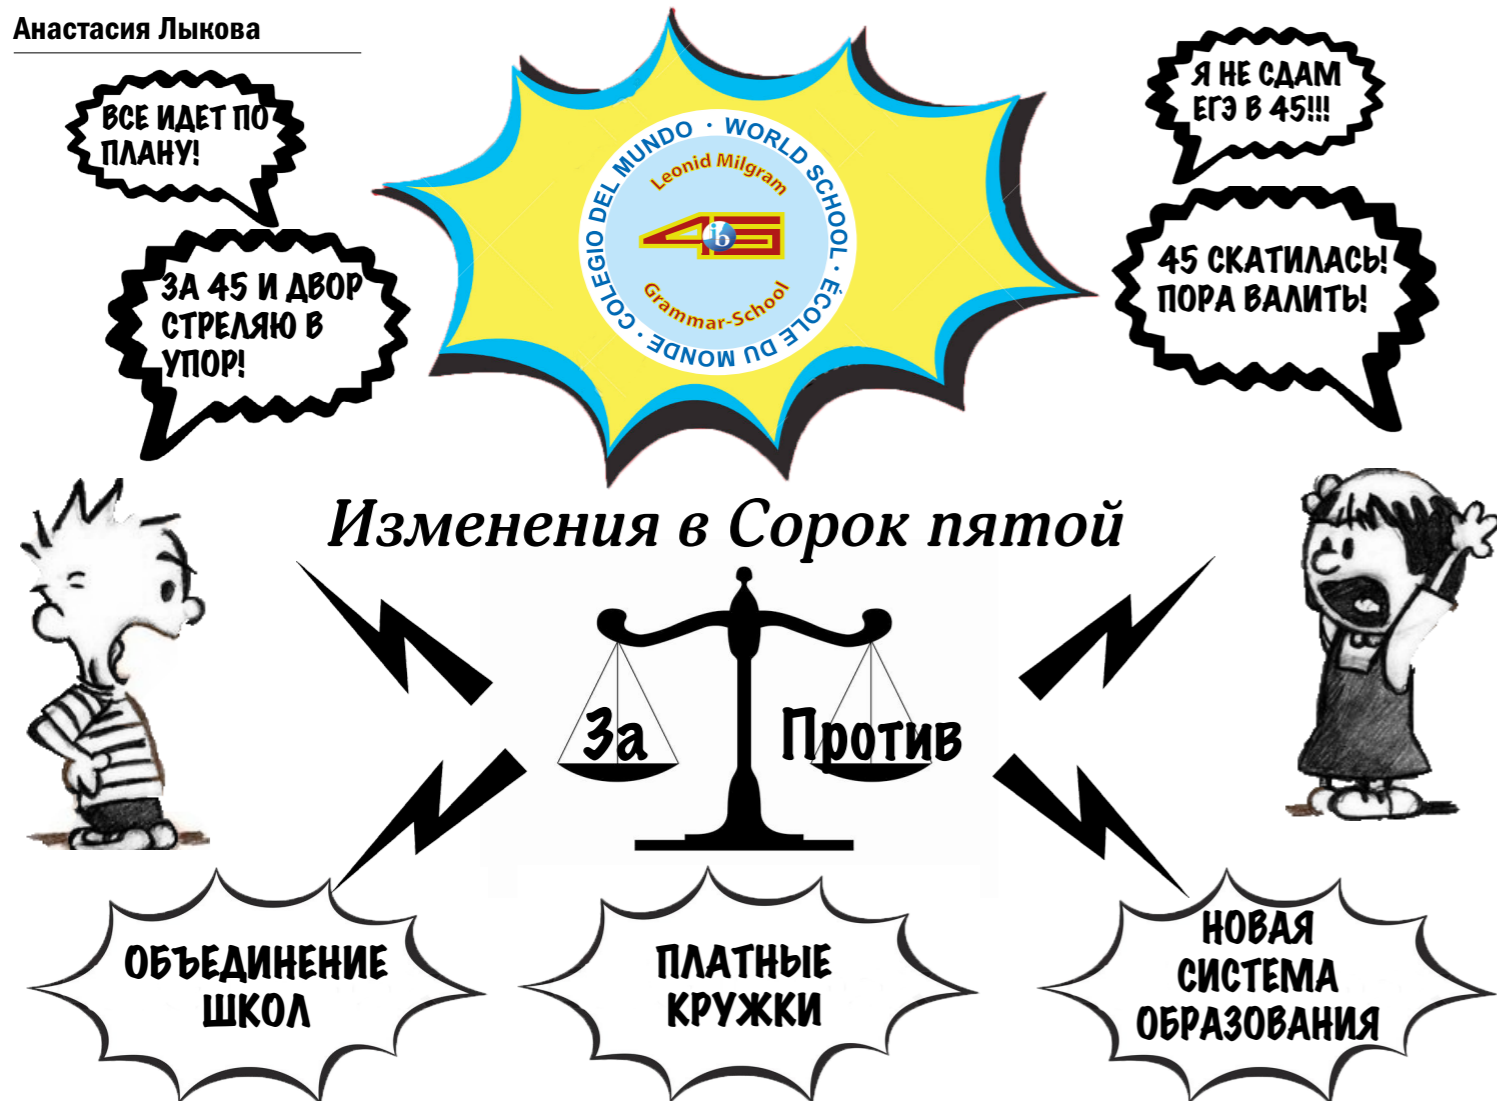 Анастасия Лыкова
ВСЕ ИДЕТ ПО
ПЛАНУ!
ЗА 45 И ДВОР
СТРЕЛЯЮ В
УПОР!
COLEGIO DEL MUNDO · WORLD SCHOOL · ÉCOLE DU MONDE ·
Leonid Milgram
45
ib
Grammar-School
Я НЕ СДАМ
ЕГЭ В 45!!!
45 СКАТИЛАСЬ!
ПОРА ВАЛИТЬ!
Изменения в Сорок пятой
За
Против
ОБЪЕДИНЕНИЕ
ШКОЛ
ПЛАТНЫЕ
КРУЖКИ
НОВАЯ
СИСТЕМА
ОБРАЗОВАНИЯ